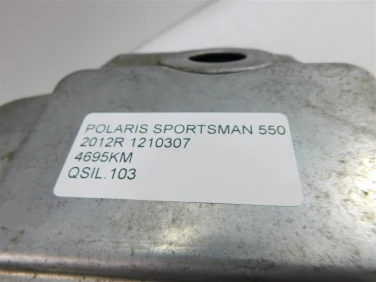 POLARIS SPORTSMAN 550
2012R 1210307
4695KM
QSIL.103